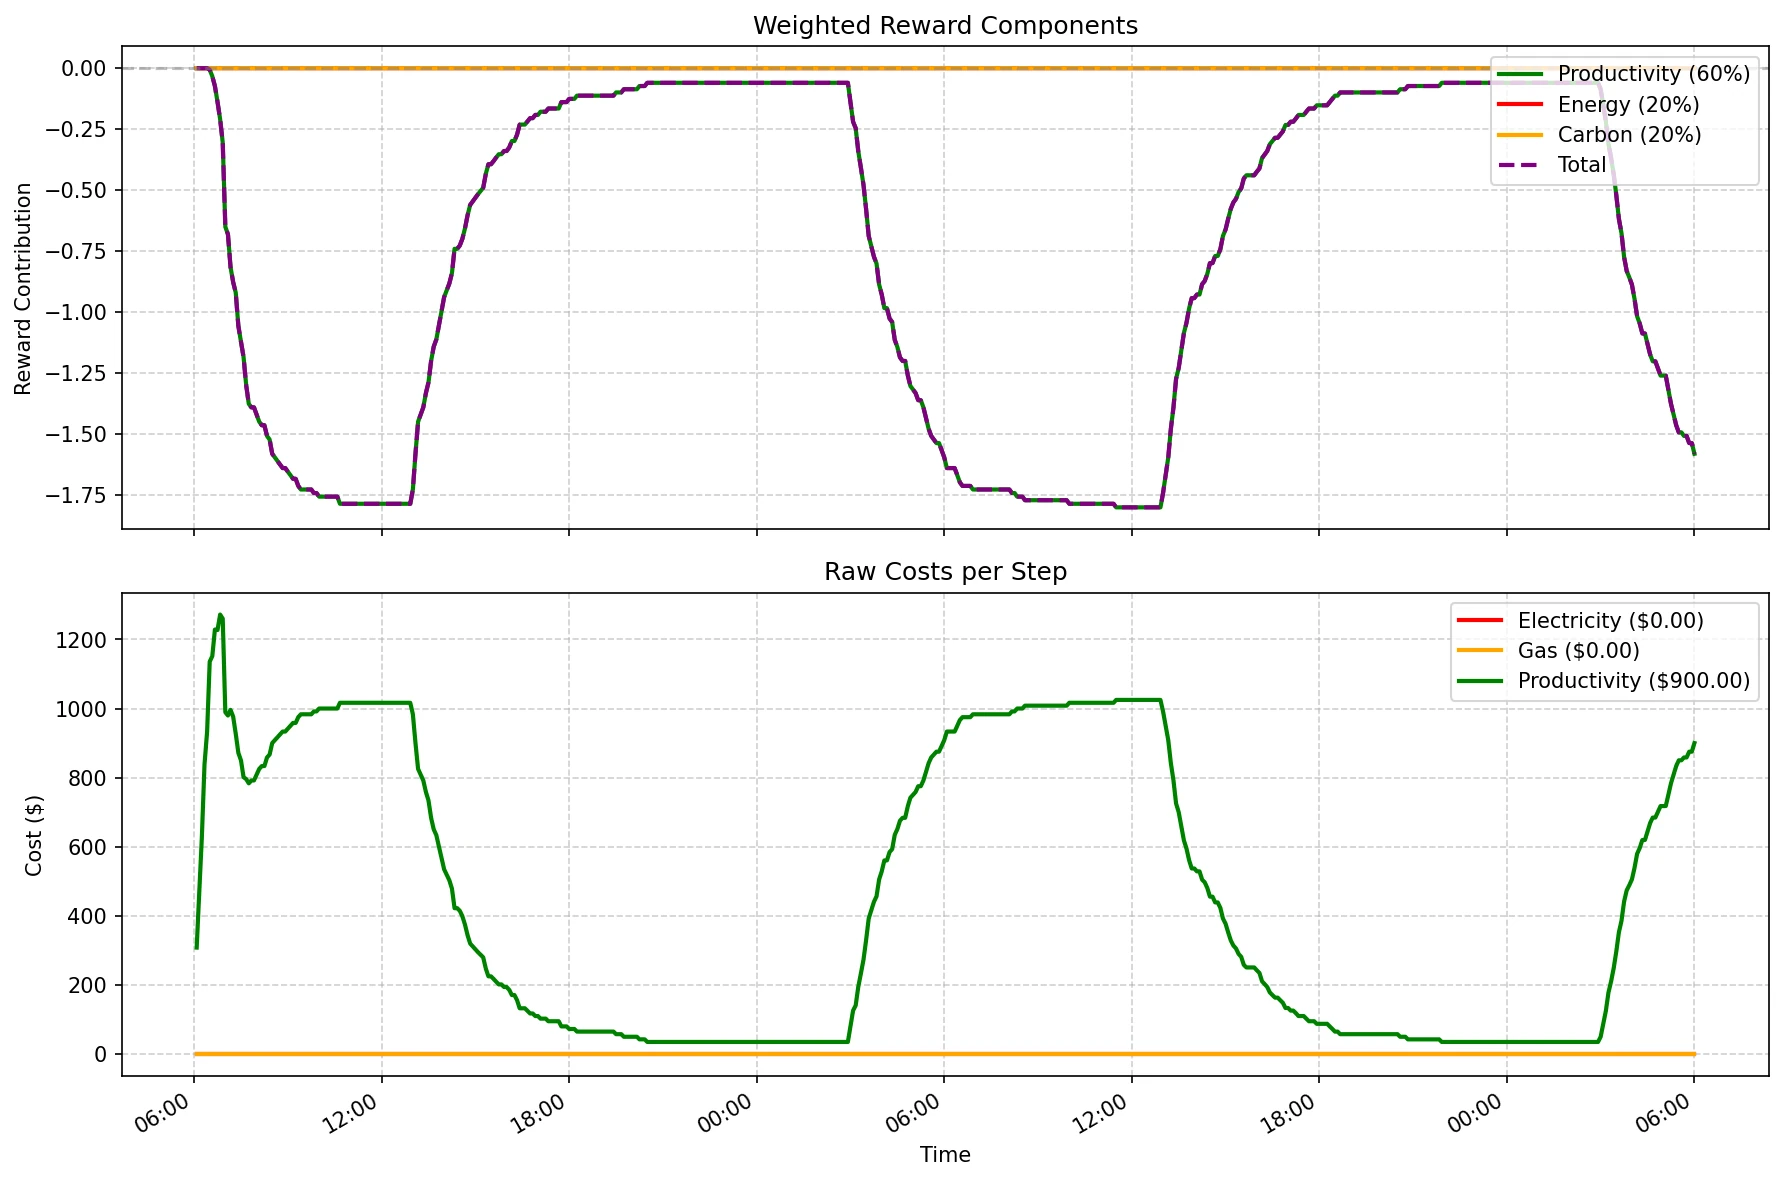 Weighted Reward Components
Reward Contribution
0.00
−0.25
−0.50
−0.75
−1.00
−1.25
−1.50
−1.75
Productivity (60%)
Energy (20%)
Carbon (20%)
Total
Raw Costs per Step
Cost ($)
1200
1000
800
600
400
200
0
Electricity ($0.00)
Gas ($0.00)
Productivity ($900.00)
06:00
12:00
18:00
00:00
06:00
12:00
18:00
00:00
06:00
Time